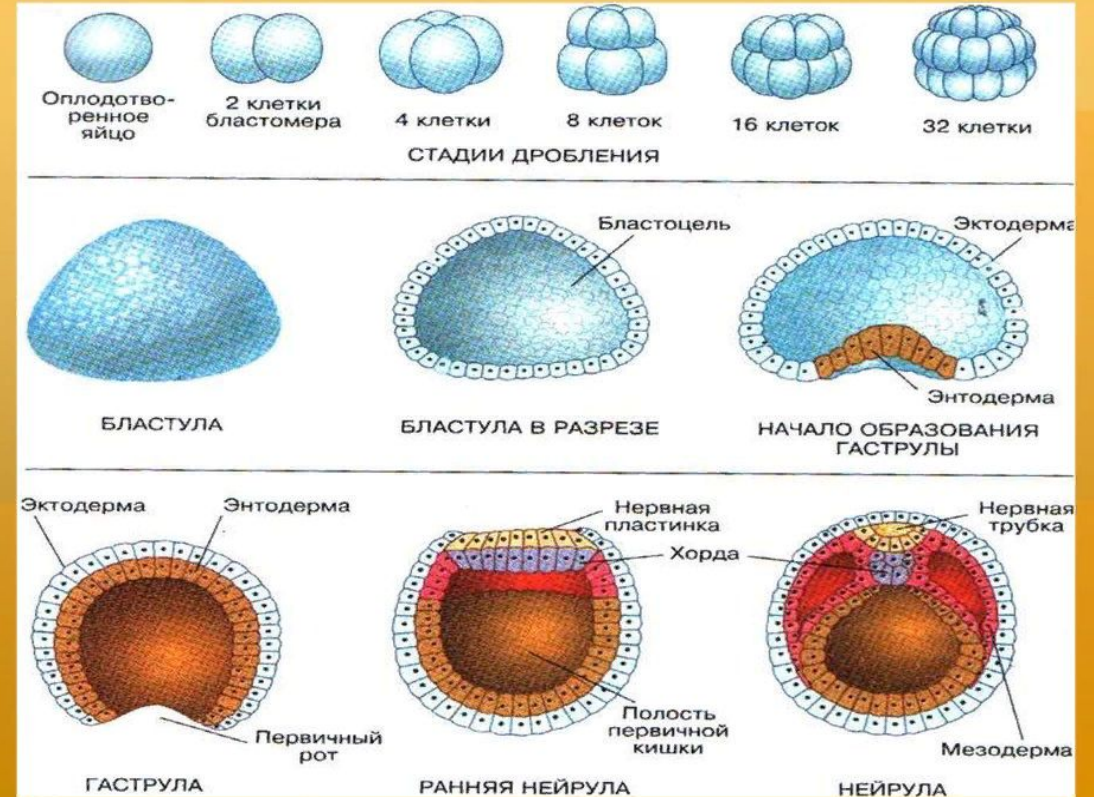 Оплодотво-
ренное
яйцо
2 клетки
бластомера
4 клетки
8 клеток
16 клеток
32 клетки
СТАДИИ ДРОБЛЕНИЯ
Бластоцель
Эктодерма
Энтодерма
БЛАСТУЛА
БЛАСТУЛА В РАЗРЕЗЕ
НАЧАЛО ОБРАЗОВАНИЯ
ГАСТРУЛЫ
Эктодерма
Энтодерма
Первичный
рот
ГАСТРУЛА
Нервная
пластинка
Хорда
Полость
первичной
кишки
РАННЯЯ НЕЙРУЛА
Нервная
трубка
Мезодерма
НЕЙРУЛА